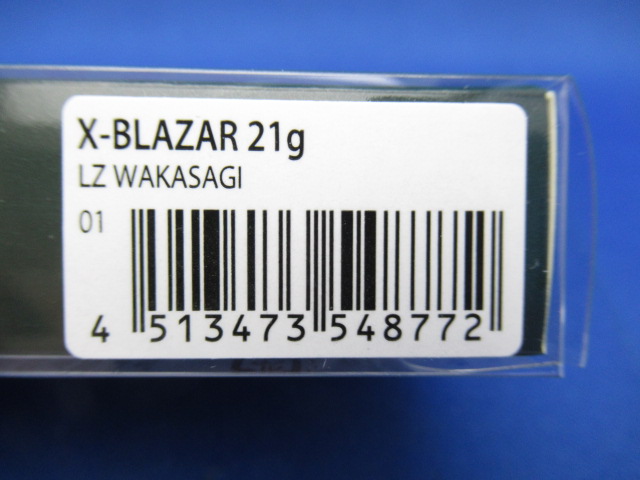 X-BLAZAR 21g
LZ WAKASAGI
01
4 513473 548772